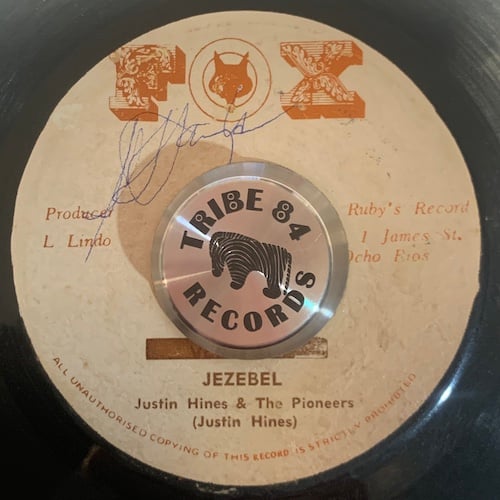 FOX
Producer
L Lindo
Ruby's Record
1 James St.
Ocho Rios
TRIBE 84
RECORDS
JEZEBEL
Justin Hines & The Pioneers
(Justin Hines)
ALL UNAUTHORISED COPYING OF THIS RECORD IS STRICTLY PROHIBITED